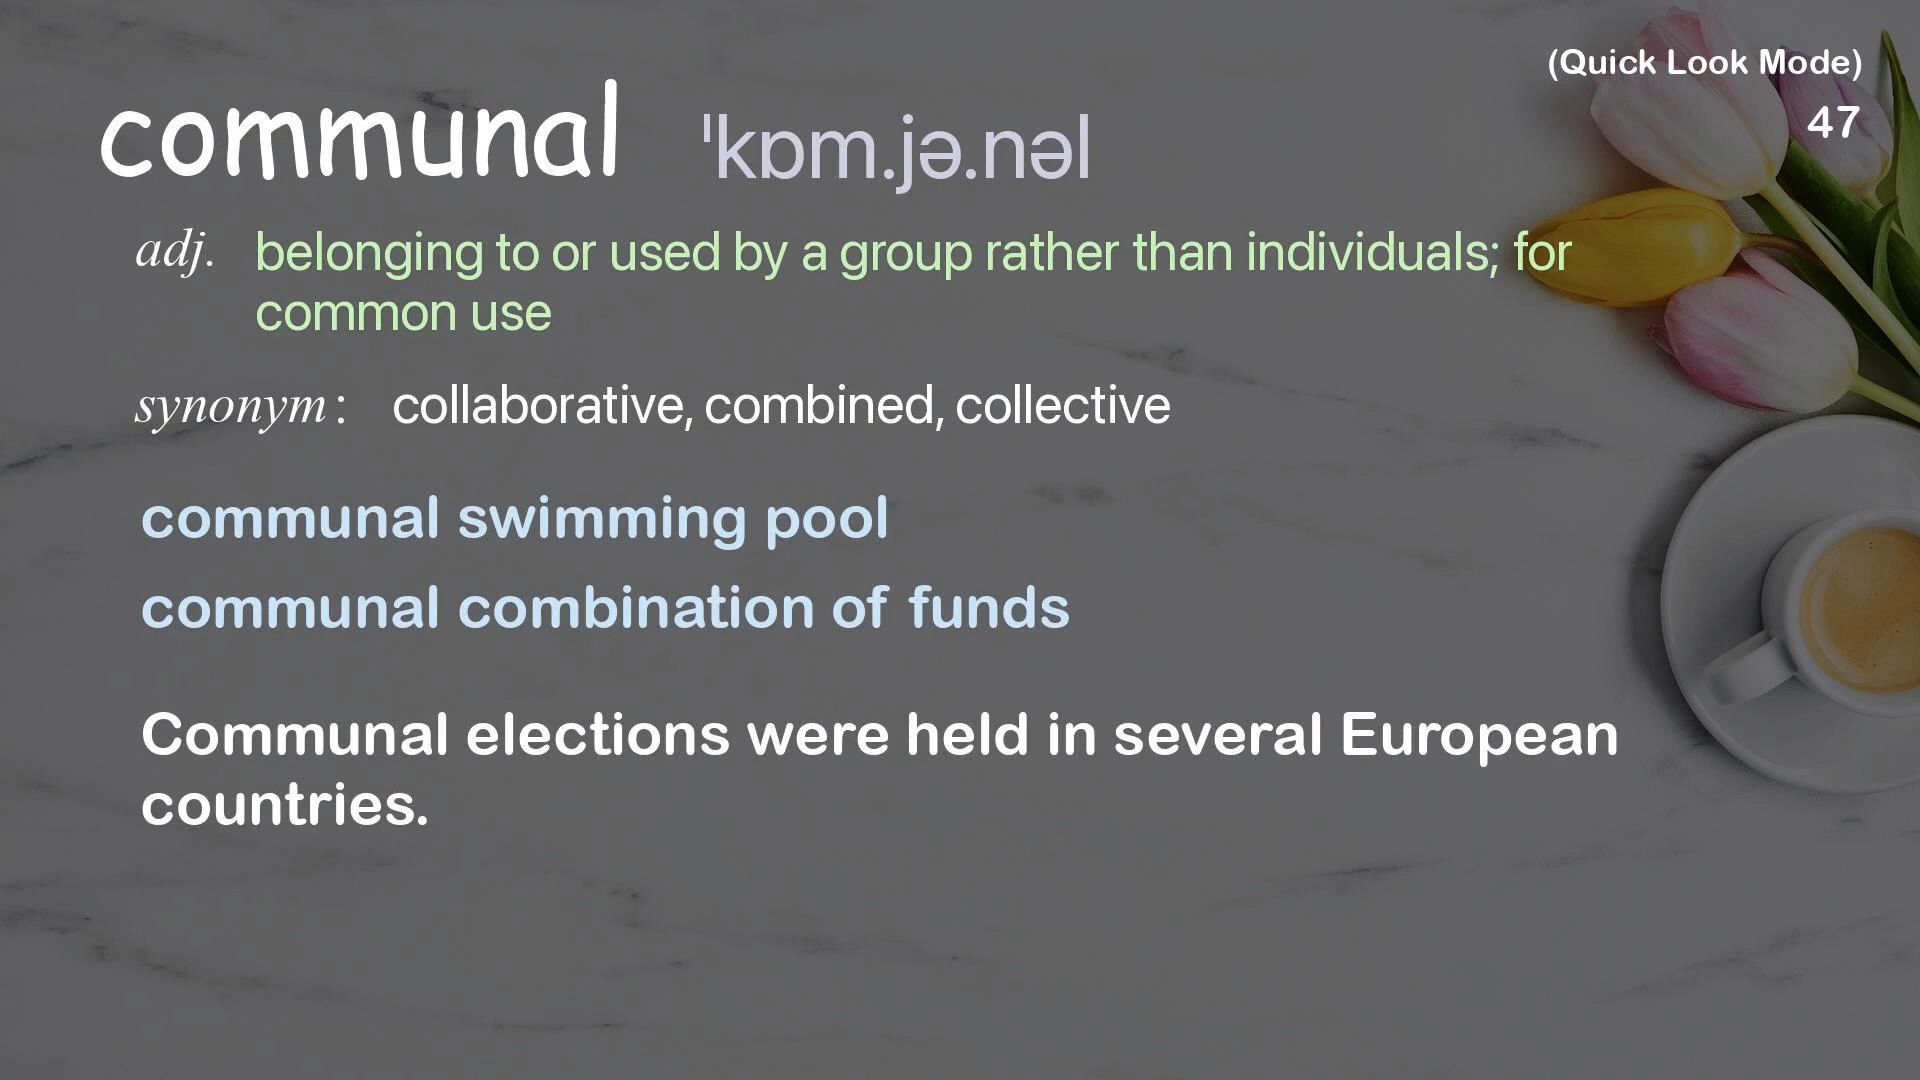 (Quick Look Mode)
47
communal ˈkɒm.jə.nəl
adj. belonging to or used by a group rather than individuals; for
common use
synonym: collaborative, combined, collective
communal swimming pool
communal combination of funds
Communal elections were held in several European
countries.